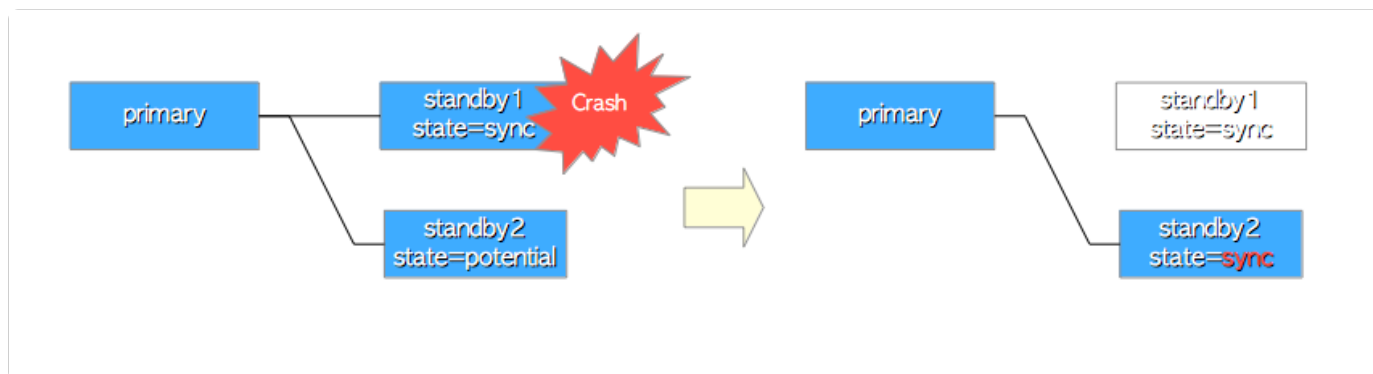 primary
standby1
state=sync
Crash
standby2
state=potential
primary
standby1
state=sync
standby2
state=sync